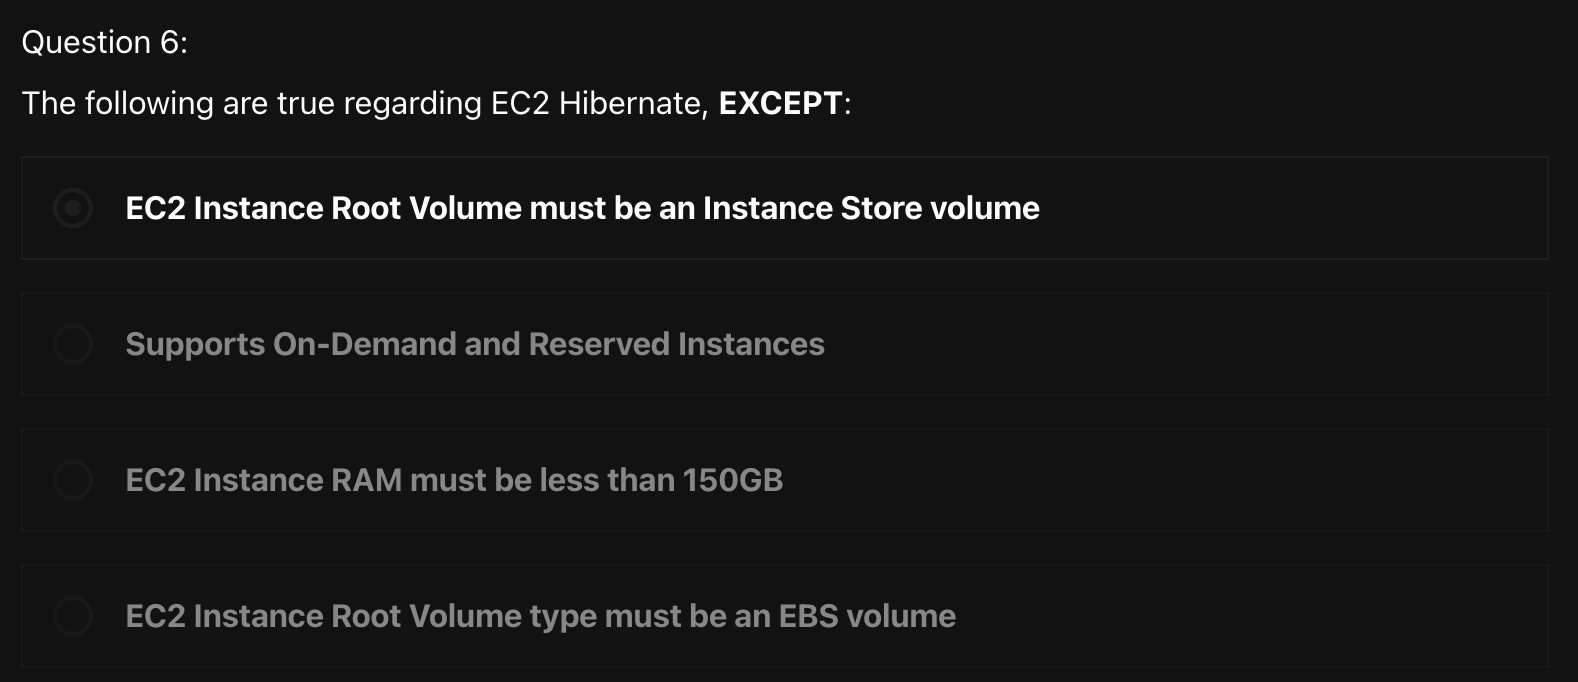 Question 6:
The following are true regarding EC2 Hibernate, EXCEPT:
EC2 Instance Root Volume must be an Instance Store volume
Supports On-Demand and Reserved Instances
EC2 Instance RAM must be less than 150GB
EC2 Instance Root Volume type must be an EBS volume